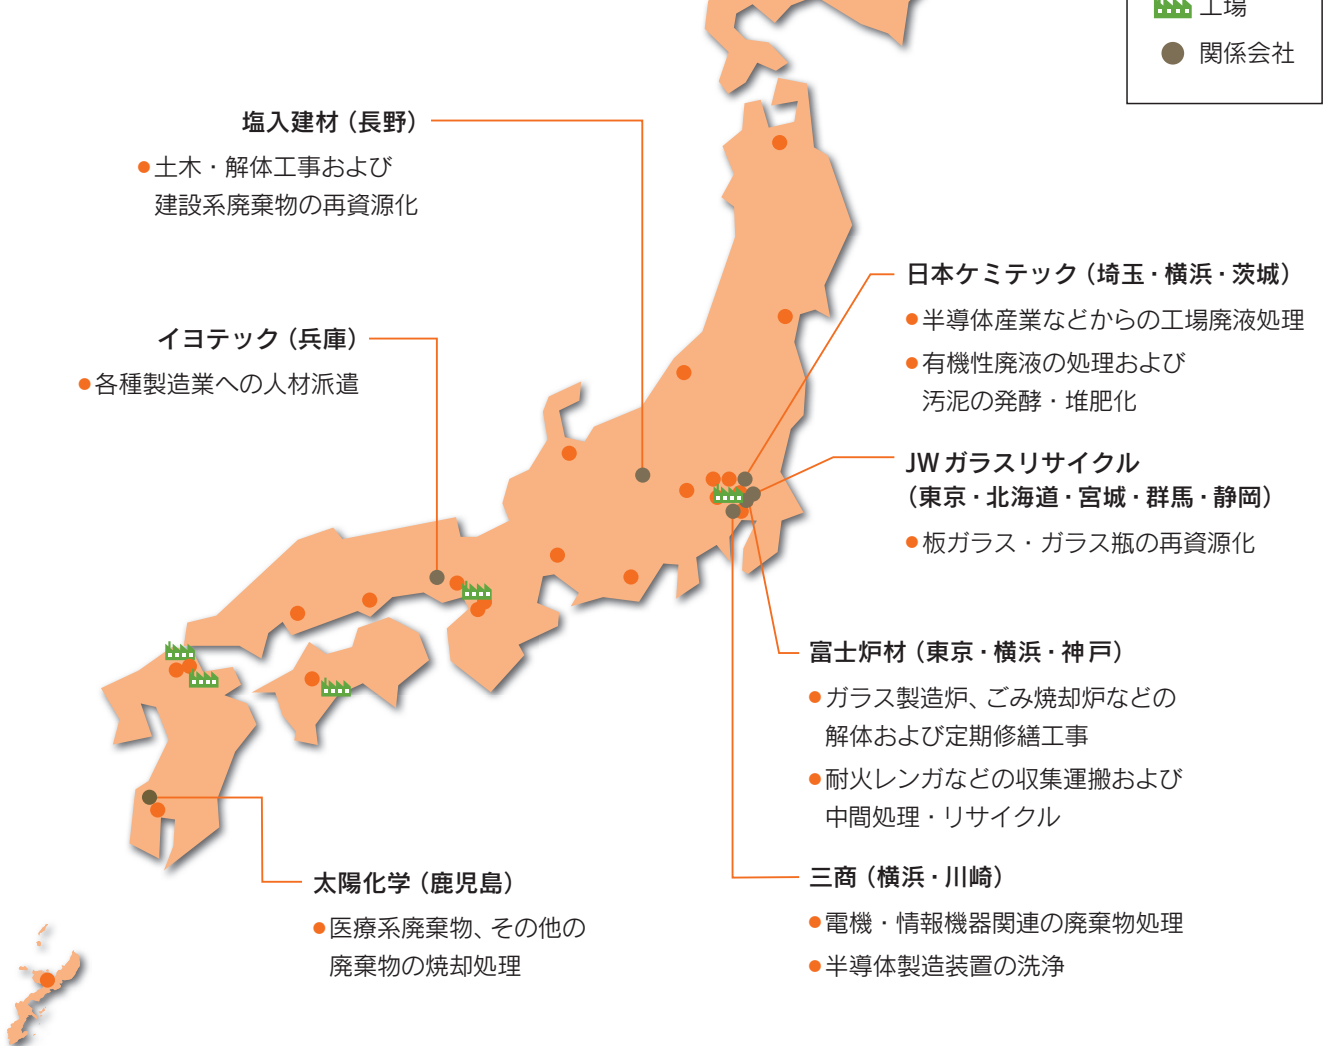 工場
関係会社
塩入建材（長野）
●土木・解体工事および
建設系廃棄物の再資源化
イヨテック（兵庫）
●各種製造業への人材派遣
日本ケミテック（埼玉・横浜・茨城）
●半導体産業などからの工場廃液処理
●有機性廃液の処理および
汚泥の発酵・堆肥化
JWガラスリサイクル
（東京・北海道・宮城・群馬・静岡）
●板ガラス・ガラス瓶の再資源化
富士炉材（東京・横浜・神戸）
●ガラス製造炉、ごみ焼却炉などの
解体および定期修繕工事
●耐火レンガなどの収集運搬および
中間処理・リサイクル
三商（横浜・川崎）
●電機・情報機器関連の廃棄物処理
●半導体製造装置の洗浄
太陽化学（鹿児島）
●医療系廃棄物、その他の
廃棄物の焼却処理